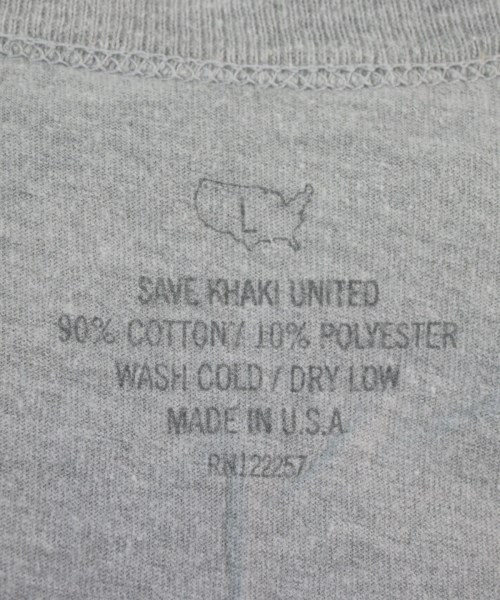 L
SAVE KHAKI UNITED
90% COTTON / 10% POLYESTER
WASH COLD / DRY LOW
MADE IN U.S.A
RN122257